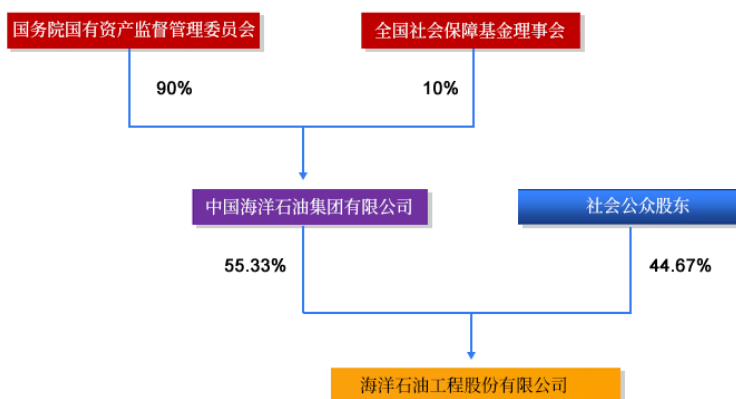 国务院国有资产监督管理委员会
全国社会保障基金理事会
90%
10%
中国海洋石油集团有限公司
社会公众股东
55.33%
44.67%
海洋石油工程股份有限公司